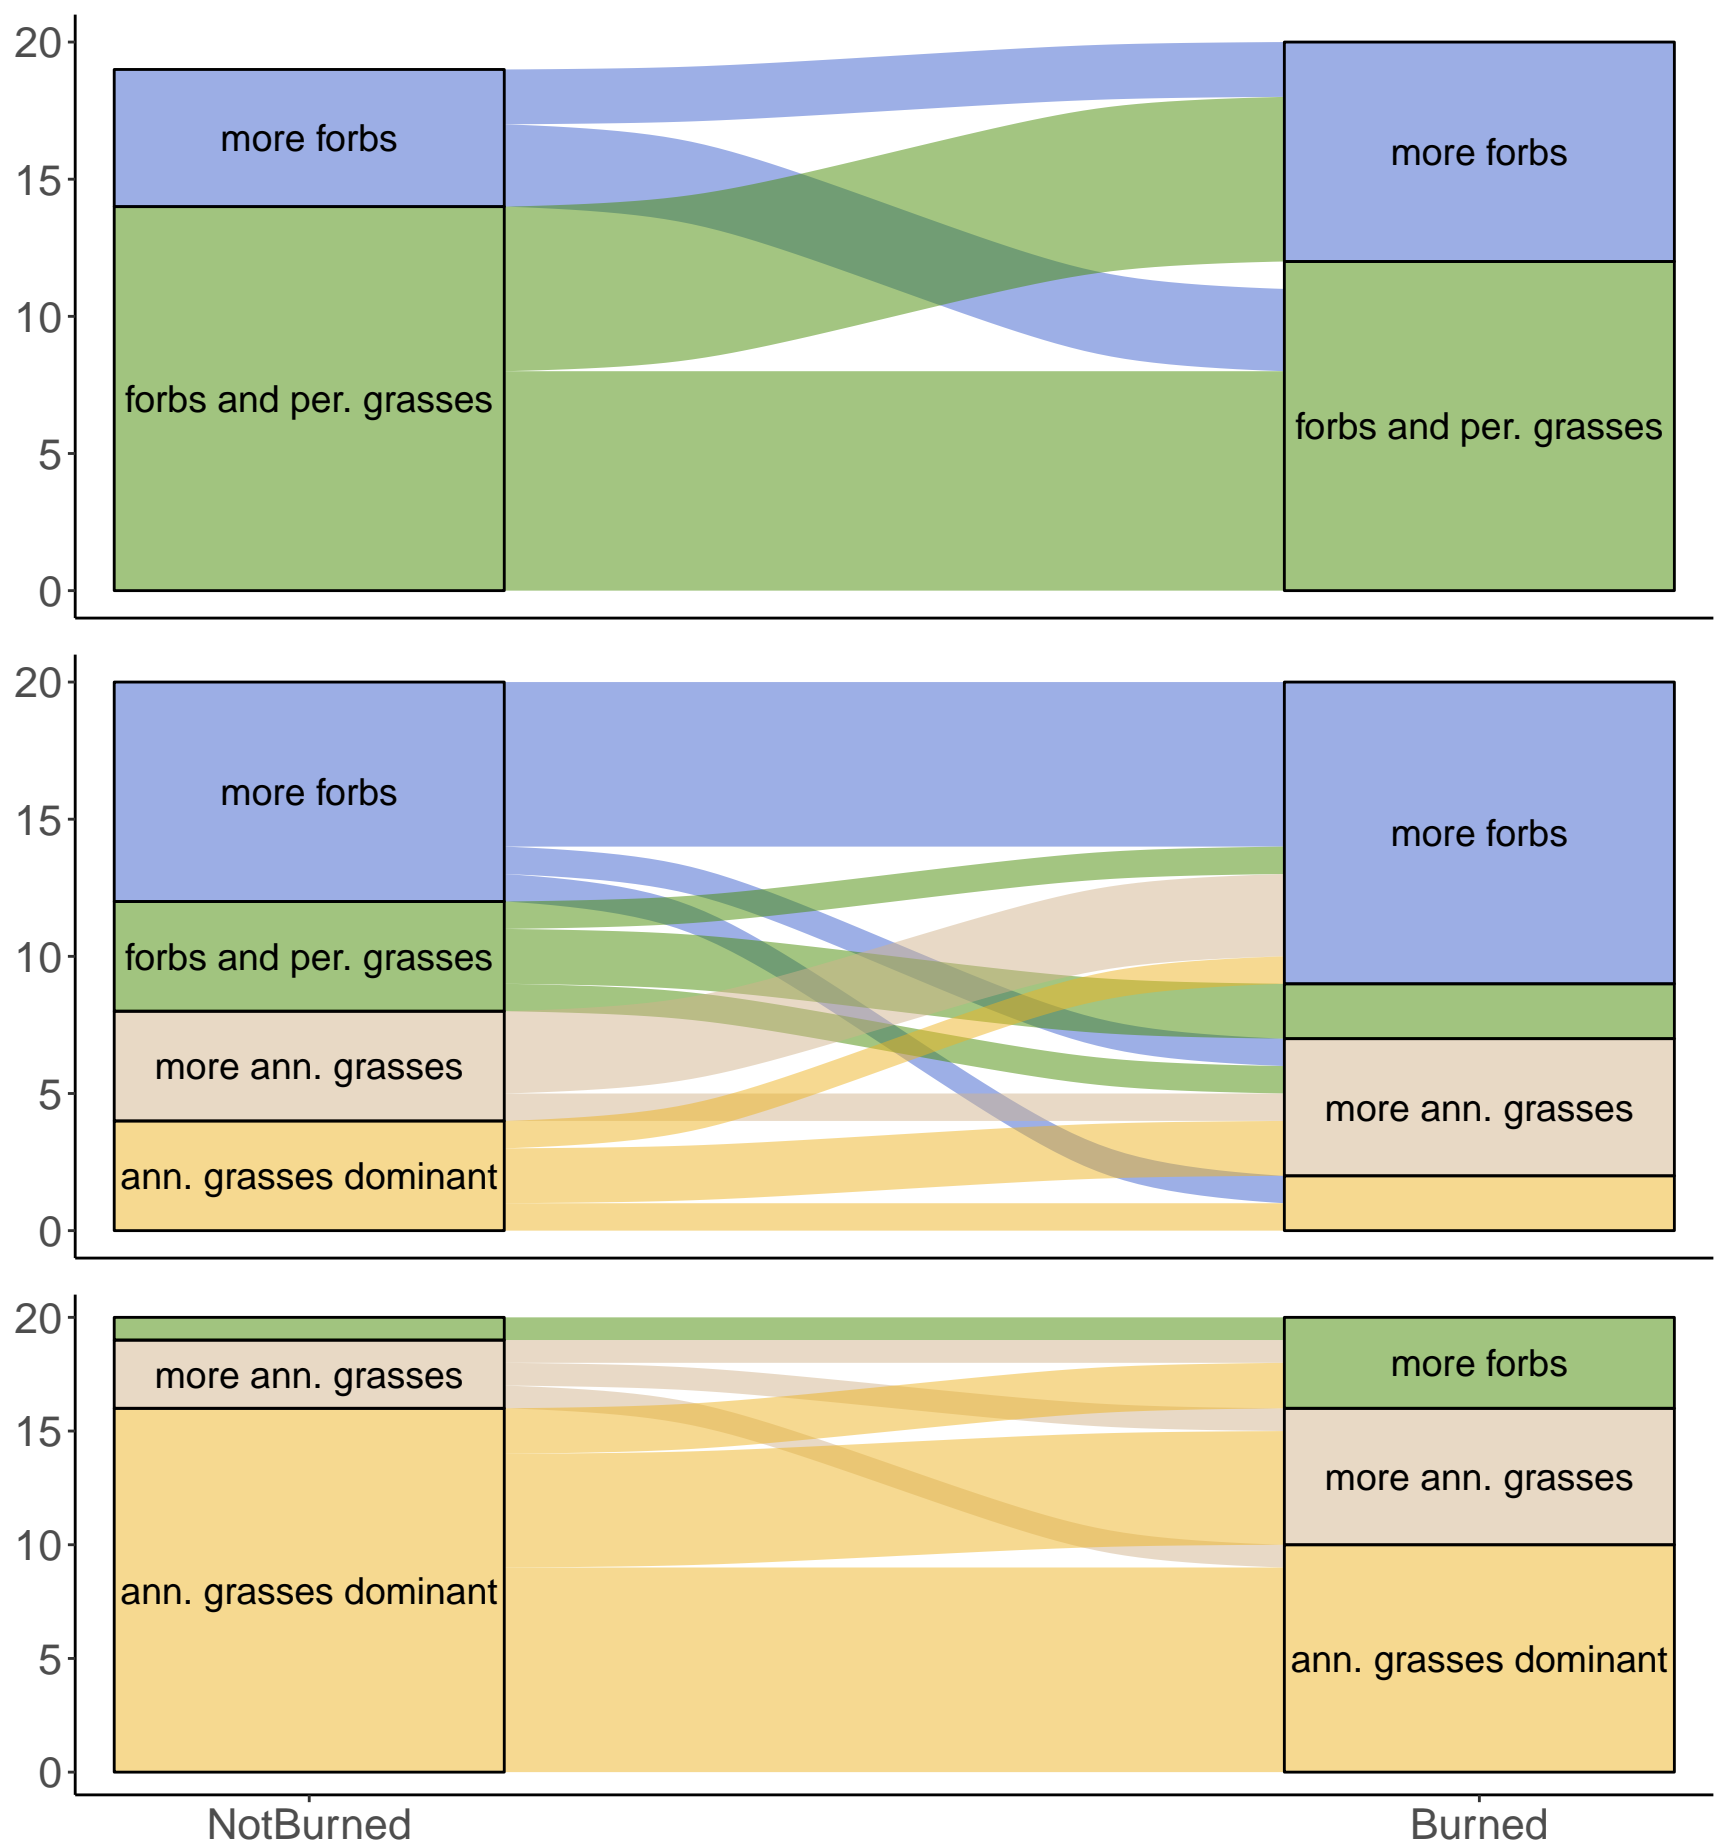 20
more forbs
more forbs
15
10
forbs and per. grasses
forbs and per. grasses
5
0
20
more forbs
more forbs
15
10
forbs and per. grasses
more ann. grasses
more ann. grasses
5
ann. grasses dominant
0
20
more ann. grasses
more forbs
15
more ann. grasses
10
ann. grasses dominant
ann. grasses dominant
5
0
NotBurned
Burned